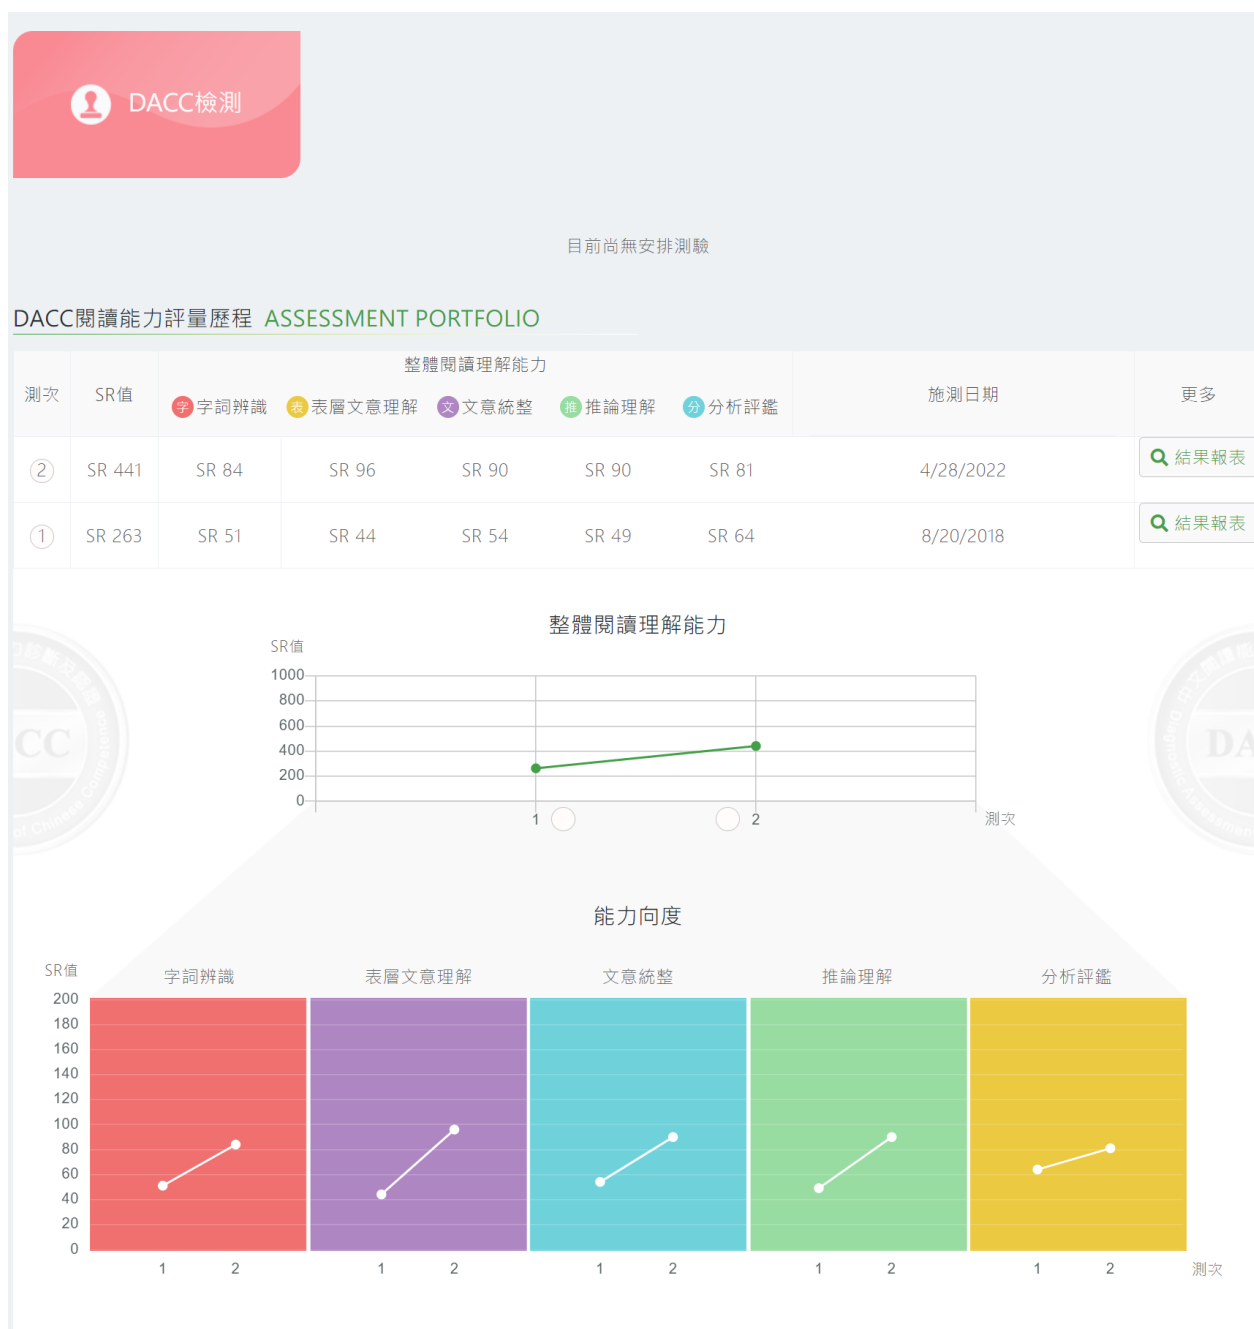 DACC檢測
目前尚無安排測驗
DACC閱讀能力評量歷程 ASSESSMENT PORTFOLIO
測次 SR值 整體閱讀理解能力 施測日期 更多
字 字詞辨識 表 表層文意理解 文 文意統整 推 推論理解 分 分析評鑑
2 SR 441 SR 84 SR 96 SR 90 SR 90 SR 81 4/28/2022 結果報表
1 SR 263 SR 51 SR 44 SR 54 SR 49 SR 64 8/20/2018 結果報表
整體閱讀理解能力
SR值
1000
800
600
400
200
0
1 2 測次
能力向度
SR值
字詞辨識 表層文意理解 文意統整 推論理解 分析評鑑
200
180
160
140
120
100
80
60
40
20
0
1 2 1 2 1 2 1 2 1 2 測次
CC
of Chinese Competence
DA
Diagnostic Assessment